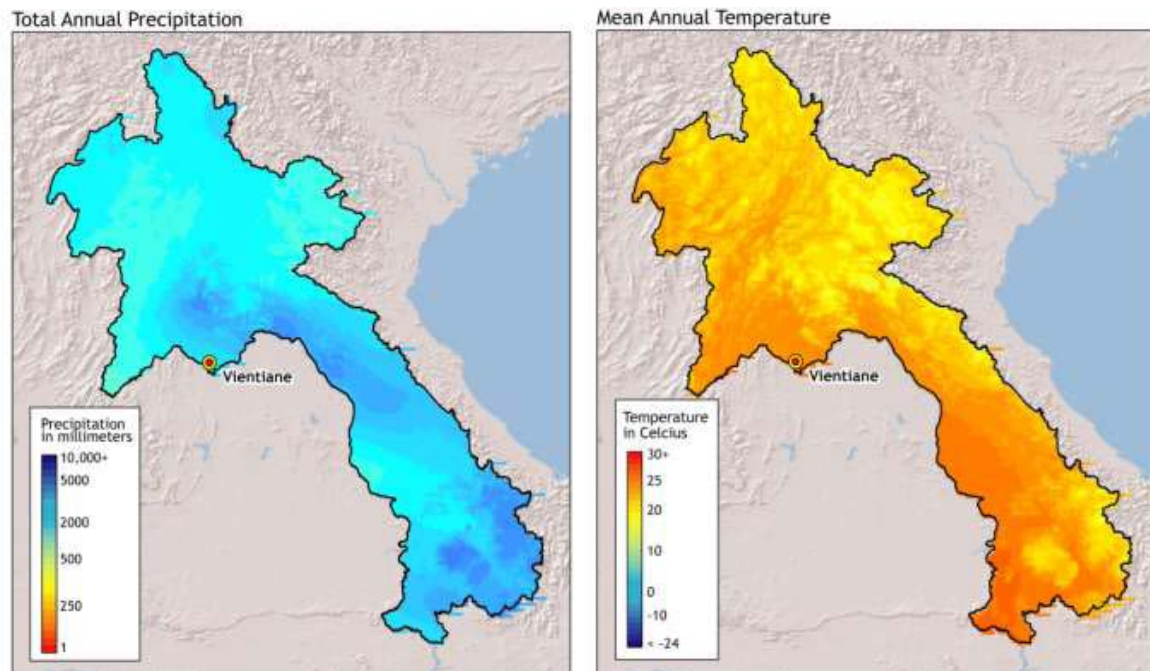 Total Annual Precipitation
Vientiane
Precipitation
in millimeters
10,000+
5000
2000
500
250
1
Mean Annual Temperature
Vientiane
Temperature
in Celcius
30+
25
20
10
0
-10
< -24